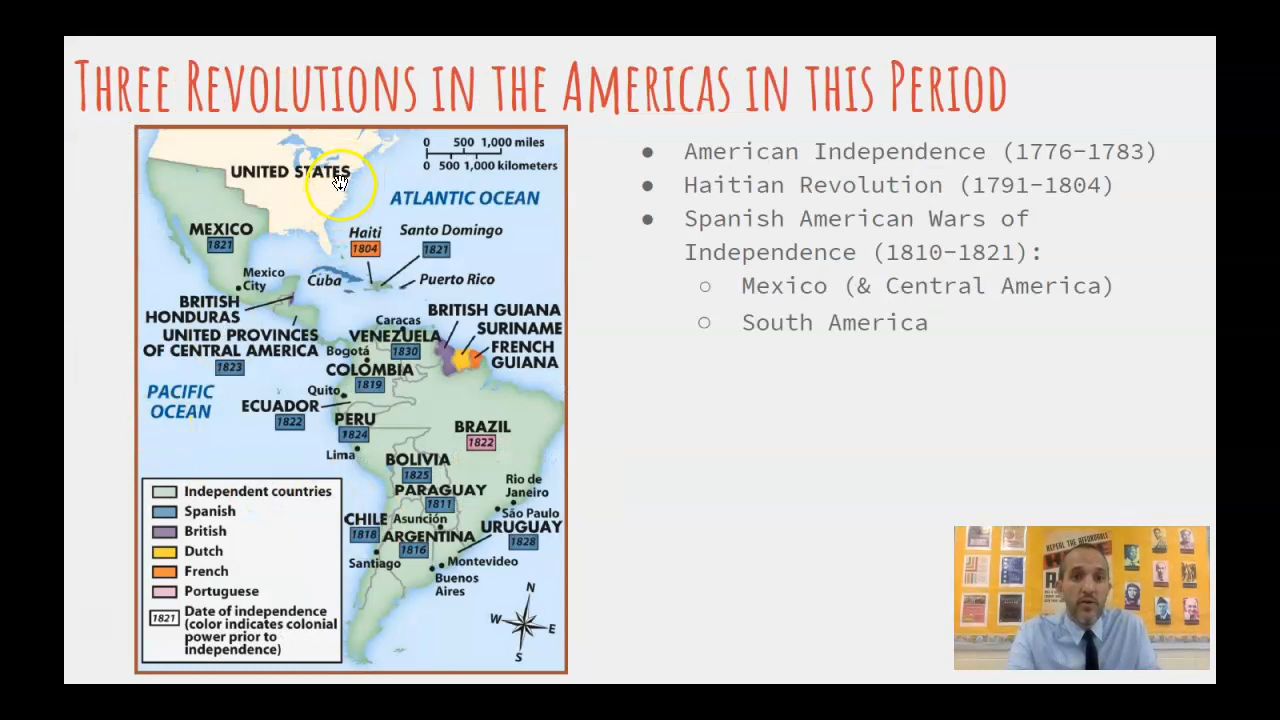 THREE REVOLUTIONS IN THE AMERICAS IN THIS PERIOD
0 500 1,000 miles
0 500 1,000 kilometers
UNITED STATES
ATLANTIC OCEAN
MEXICO
1821
Haiti
1804
Santo Domingo
1821
Mexico
City
Cuba
Puerto Rico
BRITISH
HONDURAS
BRITISH GUIANA
SURINAME
FRENCH
GUIANA
Caracas
VENEZUELA
1830
UNITED PROVINCES
OF CENTRAL AMERICA
1823
Bogotá
COLOMBIA
1819
PACIFIC
OCEAN
Quito
ECUADOR
1822
PERU
1824
Lima
BRAZIL
1822
BOLIVIA
1825
PARAGUAY
1811
Rio de
Janeiro
São Paulo
CHILE
1818
Asunción
URUGUAY
1828
ARGENTINA
1816
Santiago
Montevideo
Buenos
Aires
N
W E
S
Independent countries
Spanish
British
Dutch
French
Portuguese
1821 Date of independence
(color indicates colonial
power prior to
independence)
● American Independence (1776-1783)
● Haitian Revolution (1791-1804)
● Spanish American Wars of
Independence (1810-1821):
○ Mexico (& Central America)
○ South America